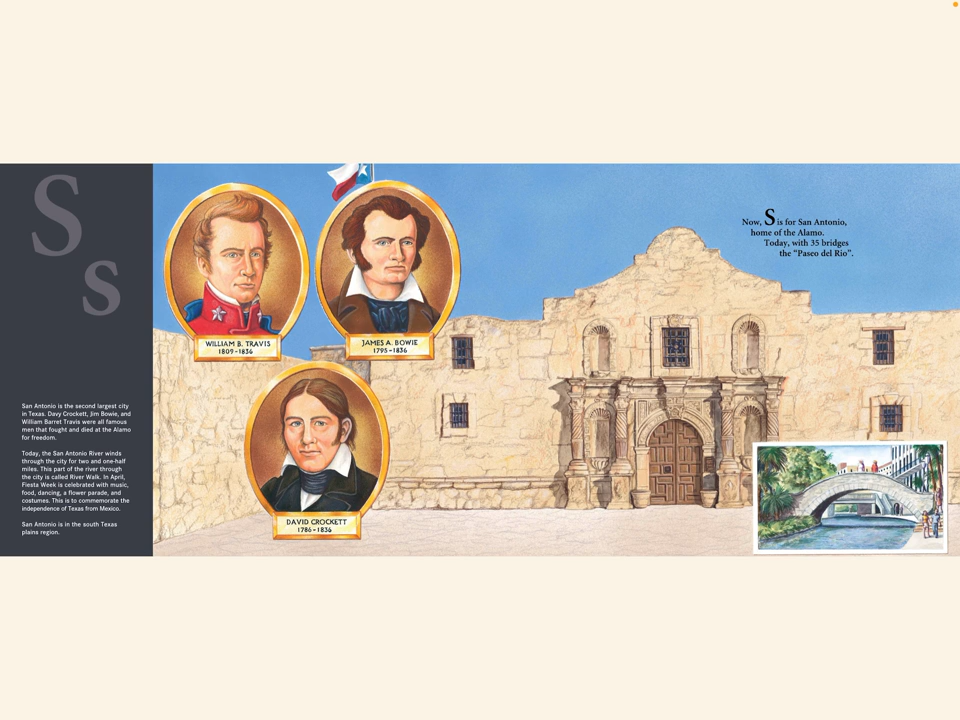 S
s
San Antonio is the second largest city
in Texas. Davy Crockett, Jim Bowie, and
William Barret Travis were all famous
men that fought and died at the Alamo
for freedom.
Today, the San Antonio River winds
through the city for two and one-half
miles. This part of the river through
the city is called River Walk. In April,
Fiesta Week is celebrated with music,
food, dancing, a flower parade, and
costumes. This is to commemorate the
independence of Texas from Mexico.
San Antonio is in the south Texas
plains region.
WILLIAM B. TRAVIS
1809-1836
JAMES A. BOWIE
1795-1836
DAVID CROCKETT
1786-1836
Now, S is for San Antonio,
home of the Alamo.
Today, with 35 bridges
the “Paseo del Rio”.